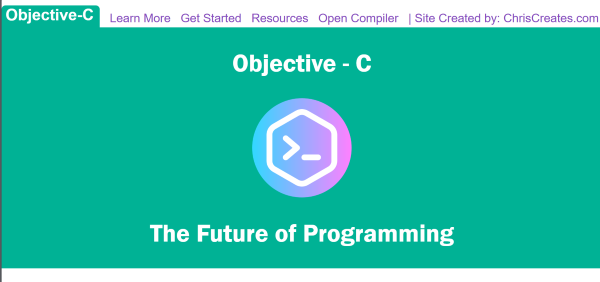 Objective-C Learn More Get Started Resources Open Compiler | Site Created by: ChrisCreates.com
Objective - C
The Future of Programming